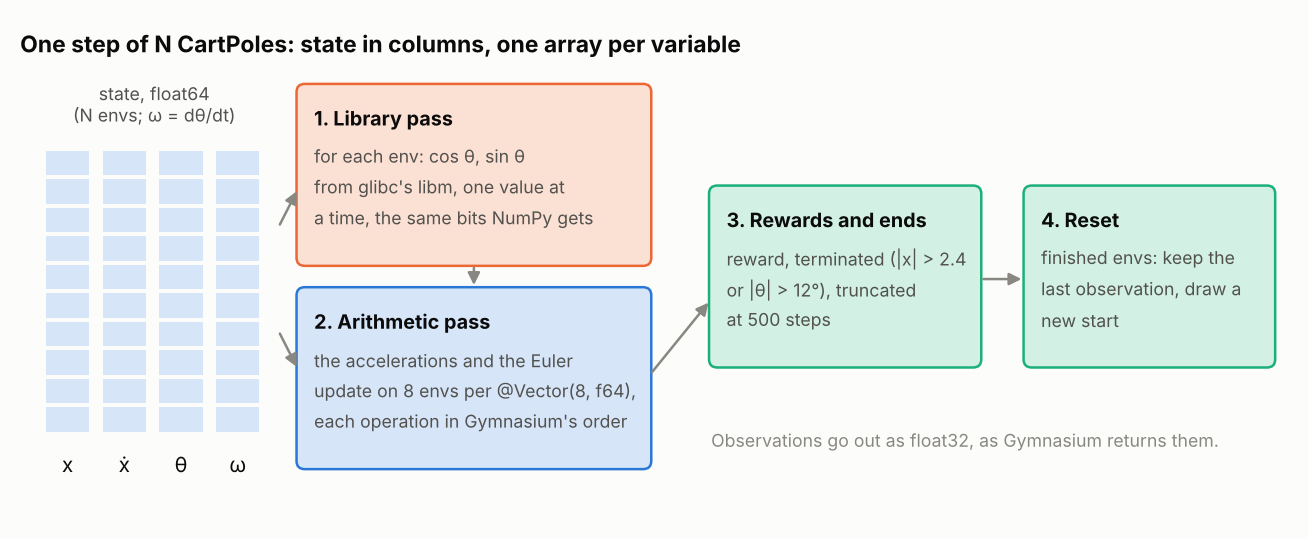 One step of N CartPoles: state in columns, one array per variable
state, float64
(N envs; ω = dθ/dt)
x
ẋ
θ
ω
1. Library pass
for each env: cos θ, sin θ
from glibc's libm, one value at
a time, the same bits NumPy gets
2. Arithmetic pass
the accelerations and the Euler
update on 8 envs per @Vector(8, f64),
each operation in Gymnasium's order
3. Rewards and ends
reward, terminated (|x| > 2.4
or |θ| > 12°), truncated
at 500 steps
4. Reset
finished envs: keep the
last observation, draw a
new start
Observations go out as float32, as Gymnasium returns them.